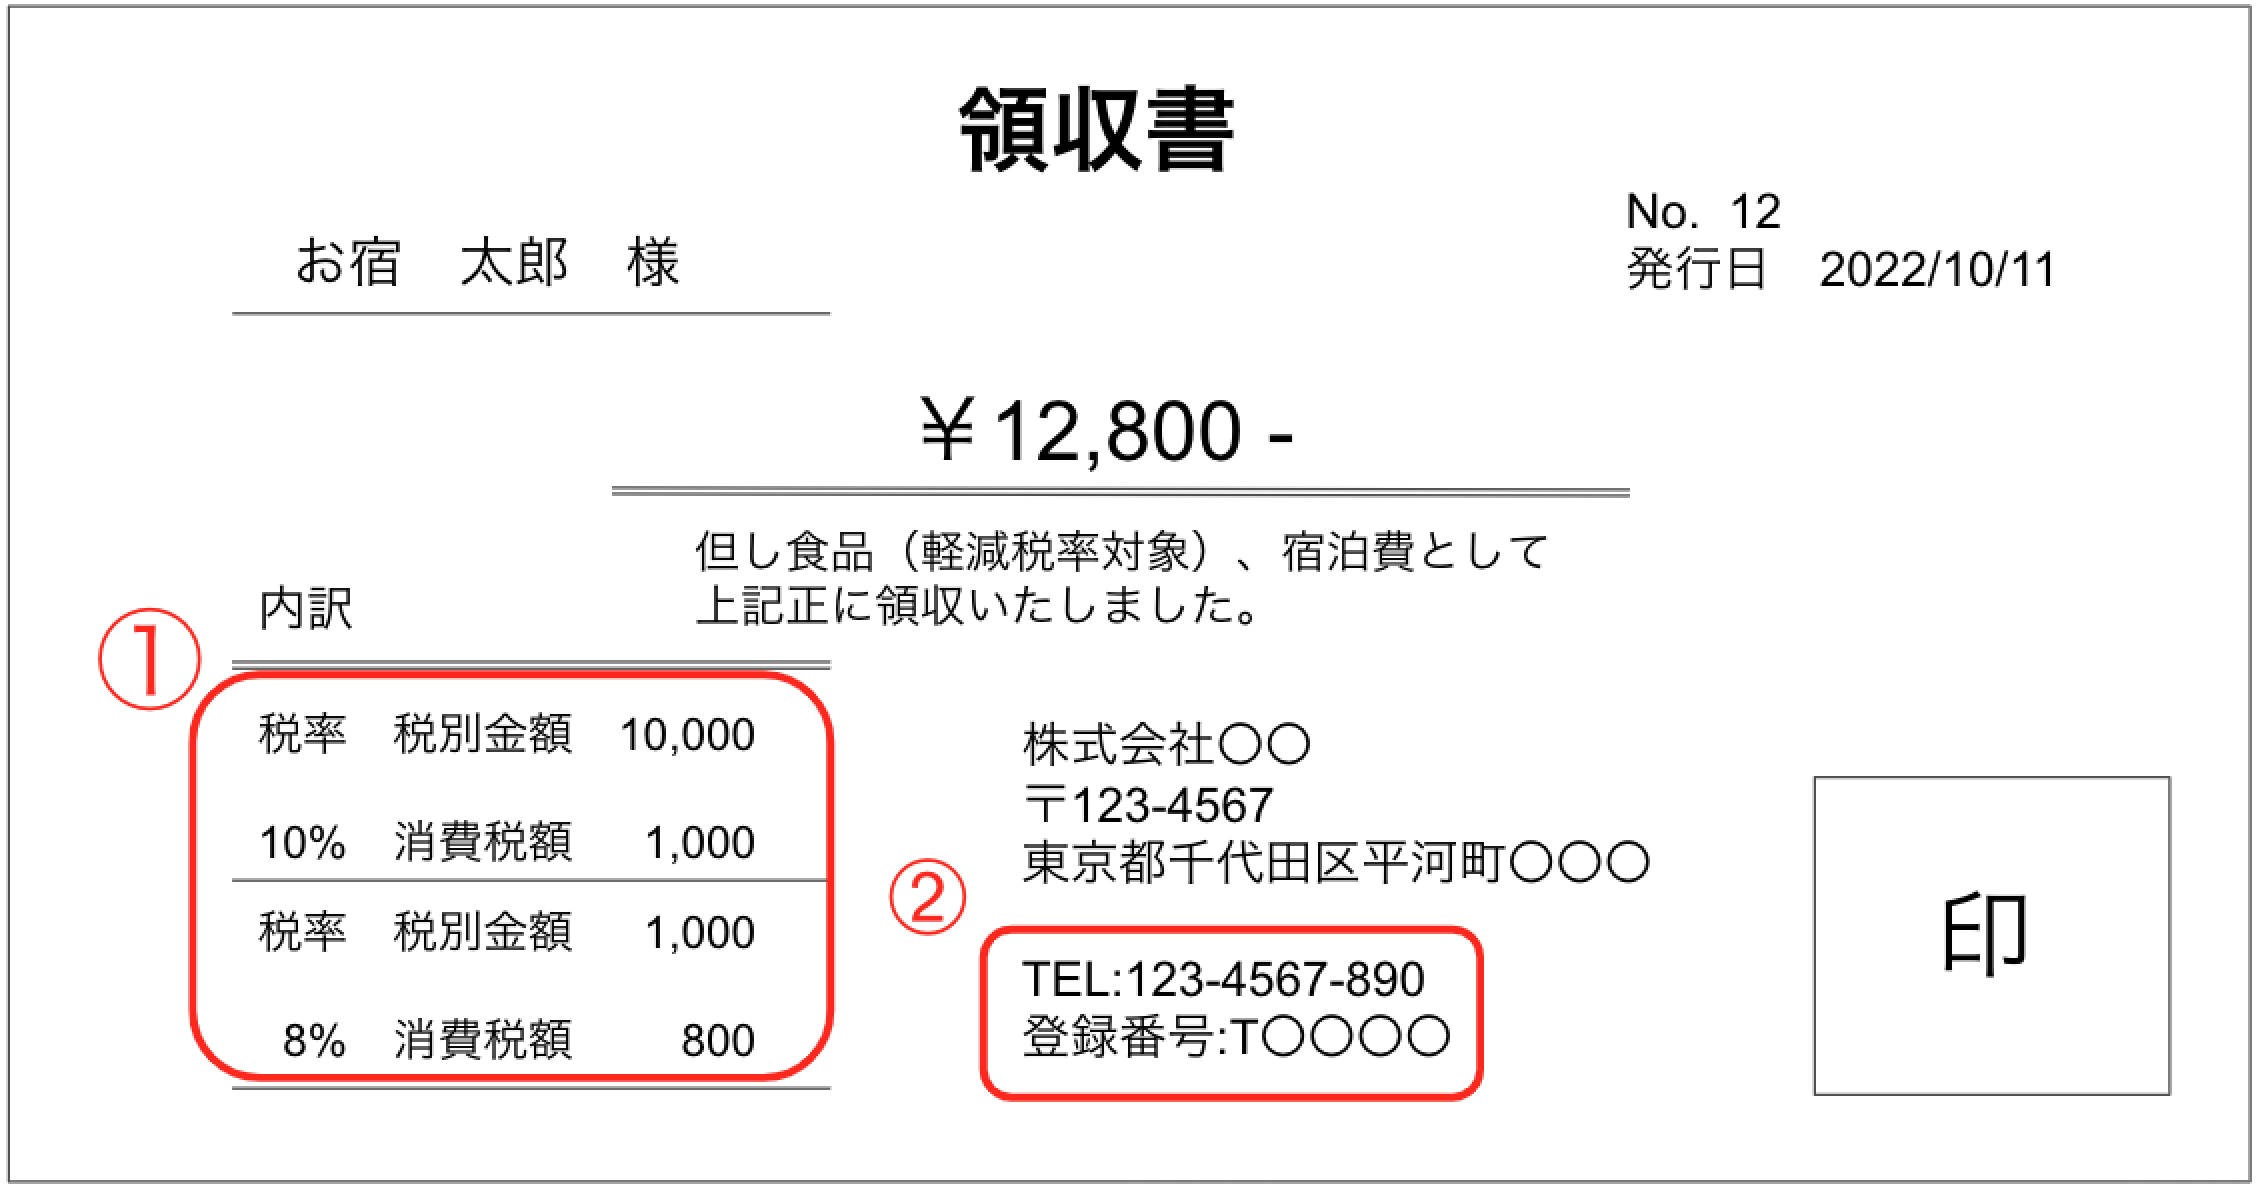 領収書
No. 12
お宿 太郎 様
発行日 2022/10/11
￥12,800 -
但し食品（軽減税率対象）、宿泊費として
上記正に領収いたしました。
内訳
①
税率 税別金額 10,000
10% 消費税額 1,000
税率 税別金額 1,000
8% 消費税額 800
株式会社〇〇
〒123-4567
東京都千代田区平河町〇〇〇
②
TEL:123-4567-890
登録番号:T〇〇〇〇
印